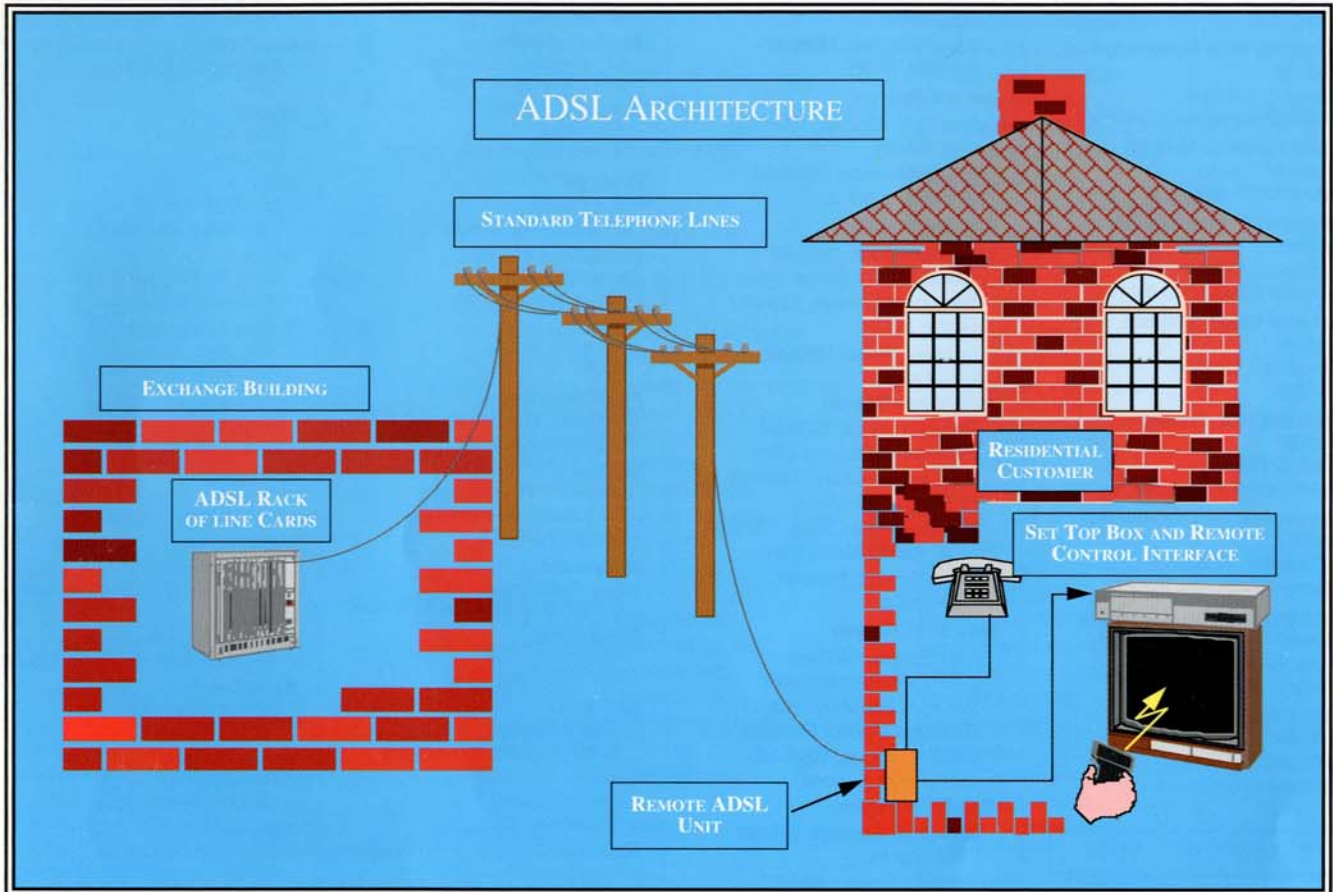 ADSL ARCHITECTURE
STANDARD TELEPHONE LINES
EXCHANGE BUILDING
ADSL RACK
OF LINE CARDS
RESIDENTIAL
CUSTOMER
SET TOP BOX AND REMOTE
CONTROL INTERFACE
REMOTE ADSL
UNIT